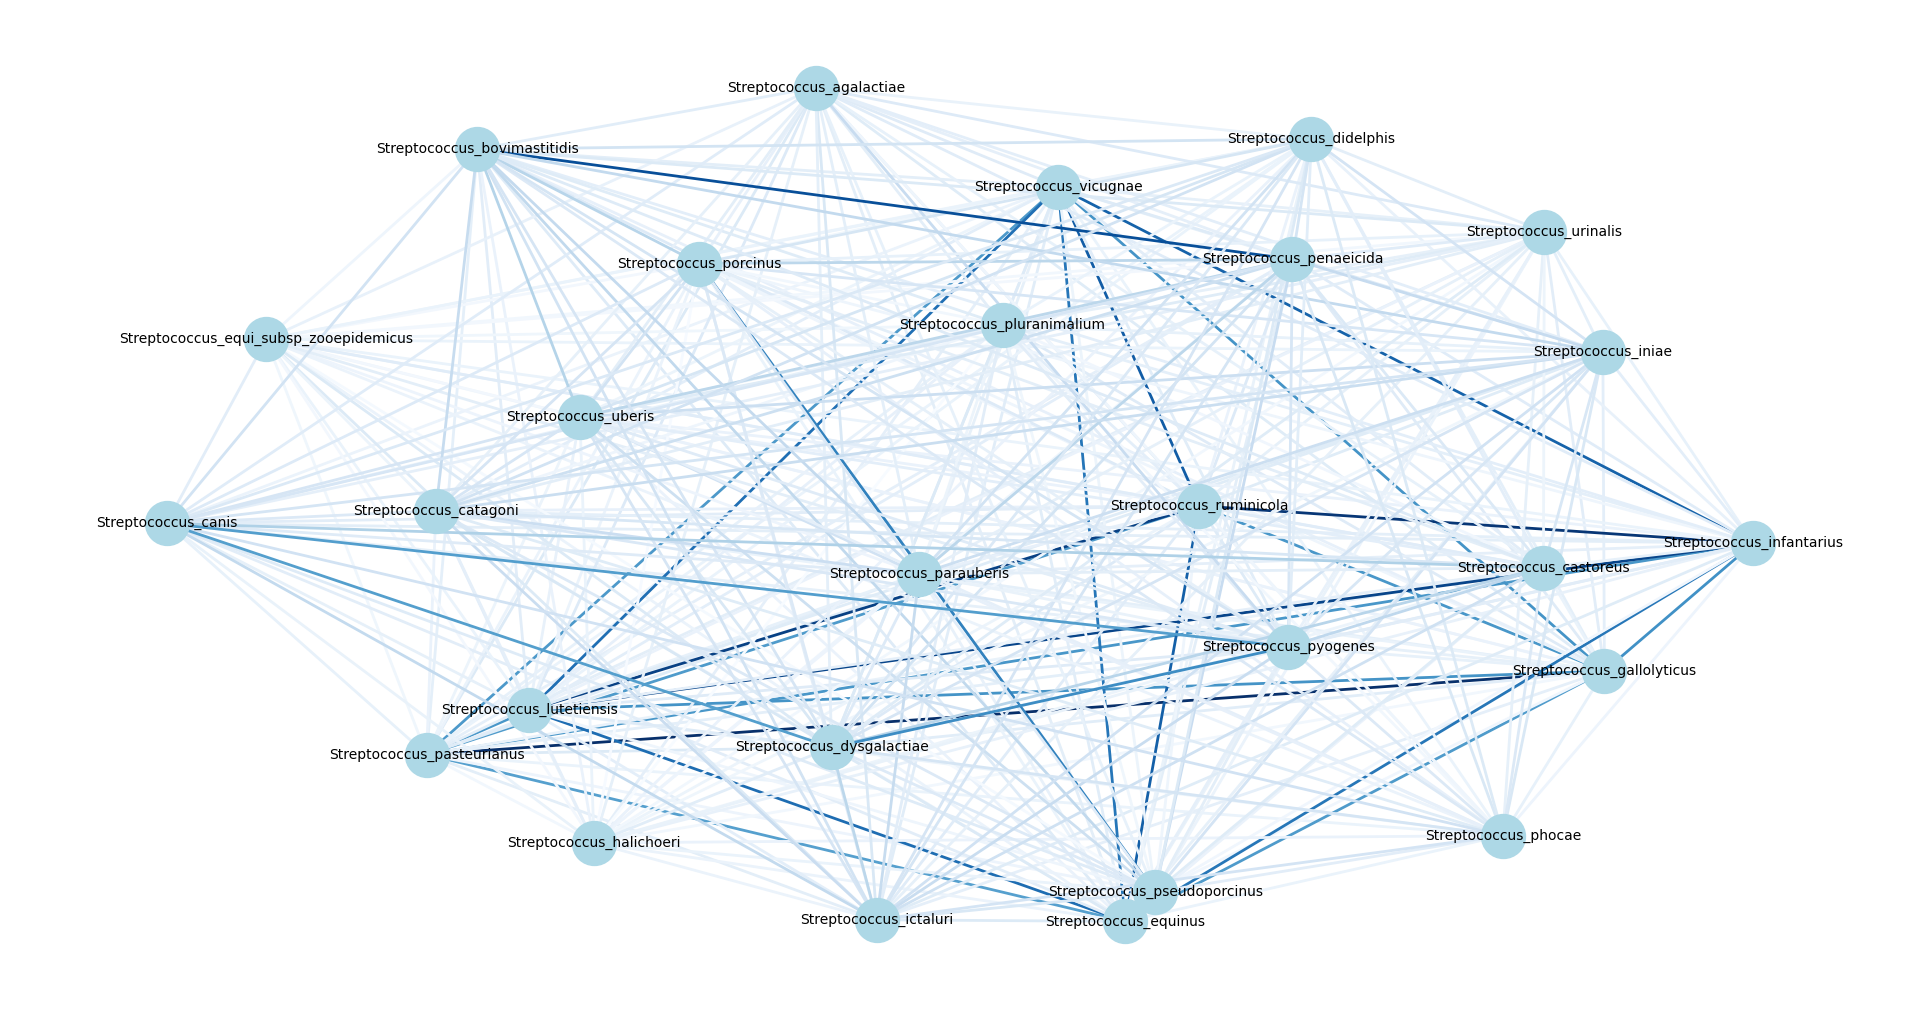 Streptococcus_agalactiae
Streptococcus_didelphis
Streptococcus_bovimastitidis
Streptococcus_vicugnae
Streptococcus_urinalis
Streptococcus_penaeicida
Streptococcus_porcinus
Streptococcus_pluranimalium
Streptococcus_equi_subsp_zooepidemicus
Streptococcus_iniae
Streptococcus_uberis
Streptococcus_ruminicola
Streptococcus_catagoni
Streptococcus_canis
Streptococcus_infantarius
Streptococcus_castoreus
Streptococcus_parauberis
Streptococcus_pyogenes
Streptococcus_gallolyticus
Streptococcus_lutetiensis
Streptococcus_dysgalactiae
Streptococcus_pasteurianus
Streptococcus_phocae
Streptococcus_halichoeri
Streptococcus_pseudoporcinus
Streptococcus_ictaluri
Streptococcus_equinus